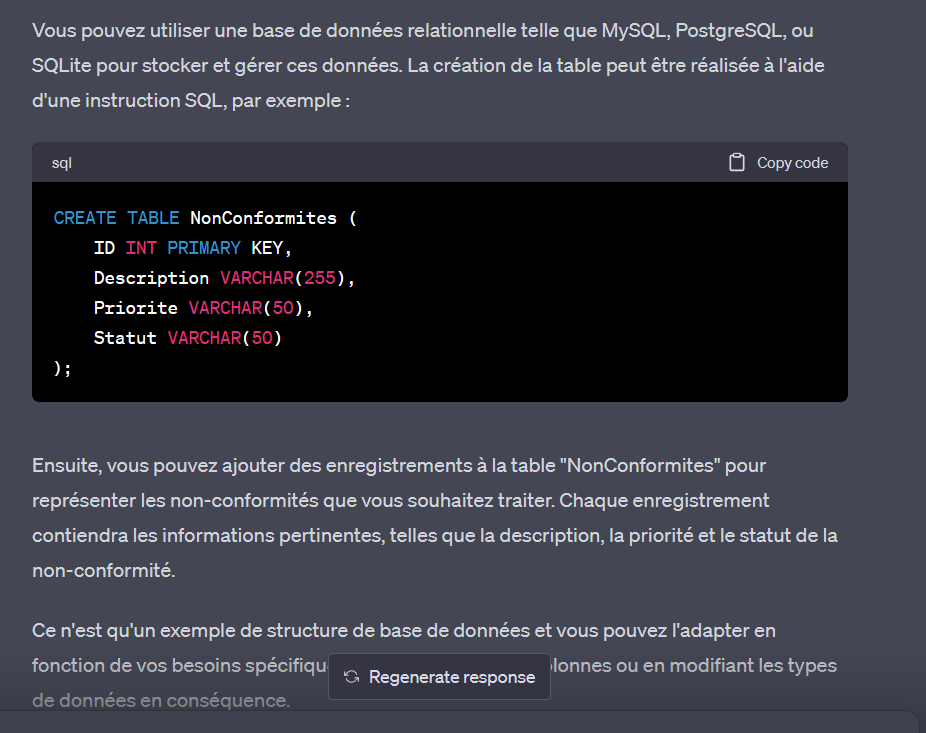 Vous pouvez utiliser une base de données relationnelle telle que MySQL, PostgreSQL, ou
SQLite pour stocker et gérer ces données. La création de la table peut être réalisée à l'aide
d'une instruction SQL, par exemple :
sql
Copy code
CREATE TABLE NonConformites (
    ID INT PRIMARY KEY,
    Description VARCHAR(255),
    Priorite VARCHAR(50),
    Statut VARCHAR(50)
);
Ensuite, vous pouvez ajouter des enregistrements à la table "NonConformites" pour
représenter les non-conformités que vous souhaitez traiter. Chaque enregistrement
contiendra les informations pertinentes, telles que la description, la priorité et le statut de la
non-conformité.
Ce n'est qu'un exemple de structure de base de données et vous pouvez l'adapter en
fonction de vos besoins ou en modifiant les types
Regenerate response
de données en conséquence.